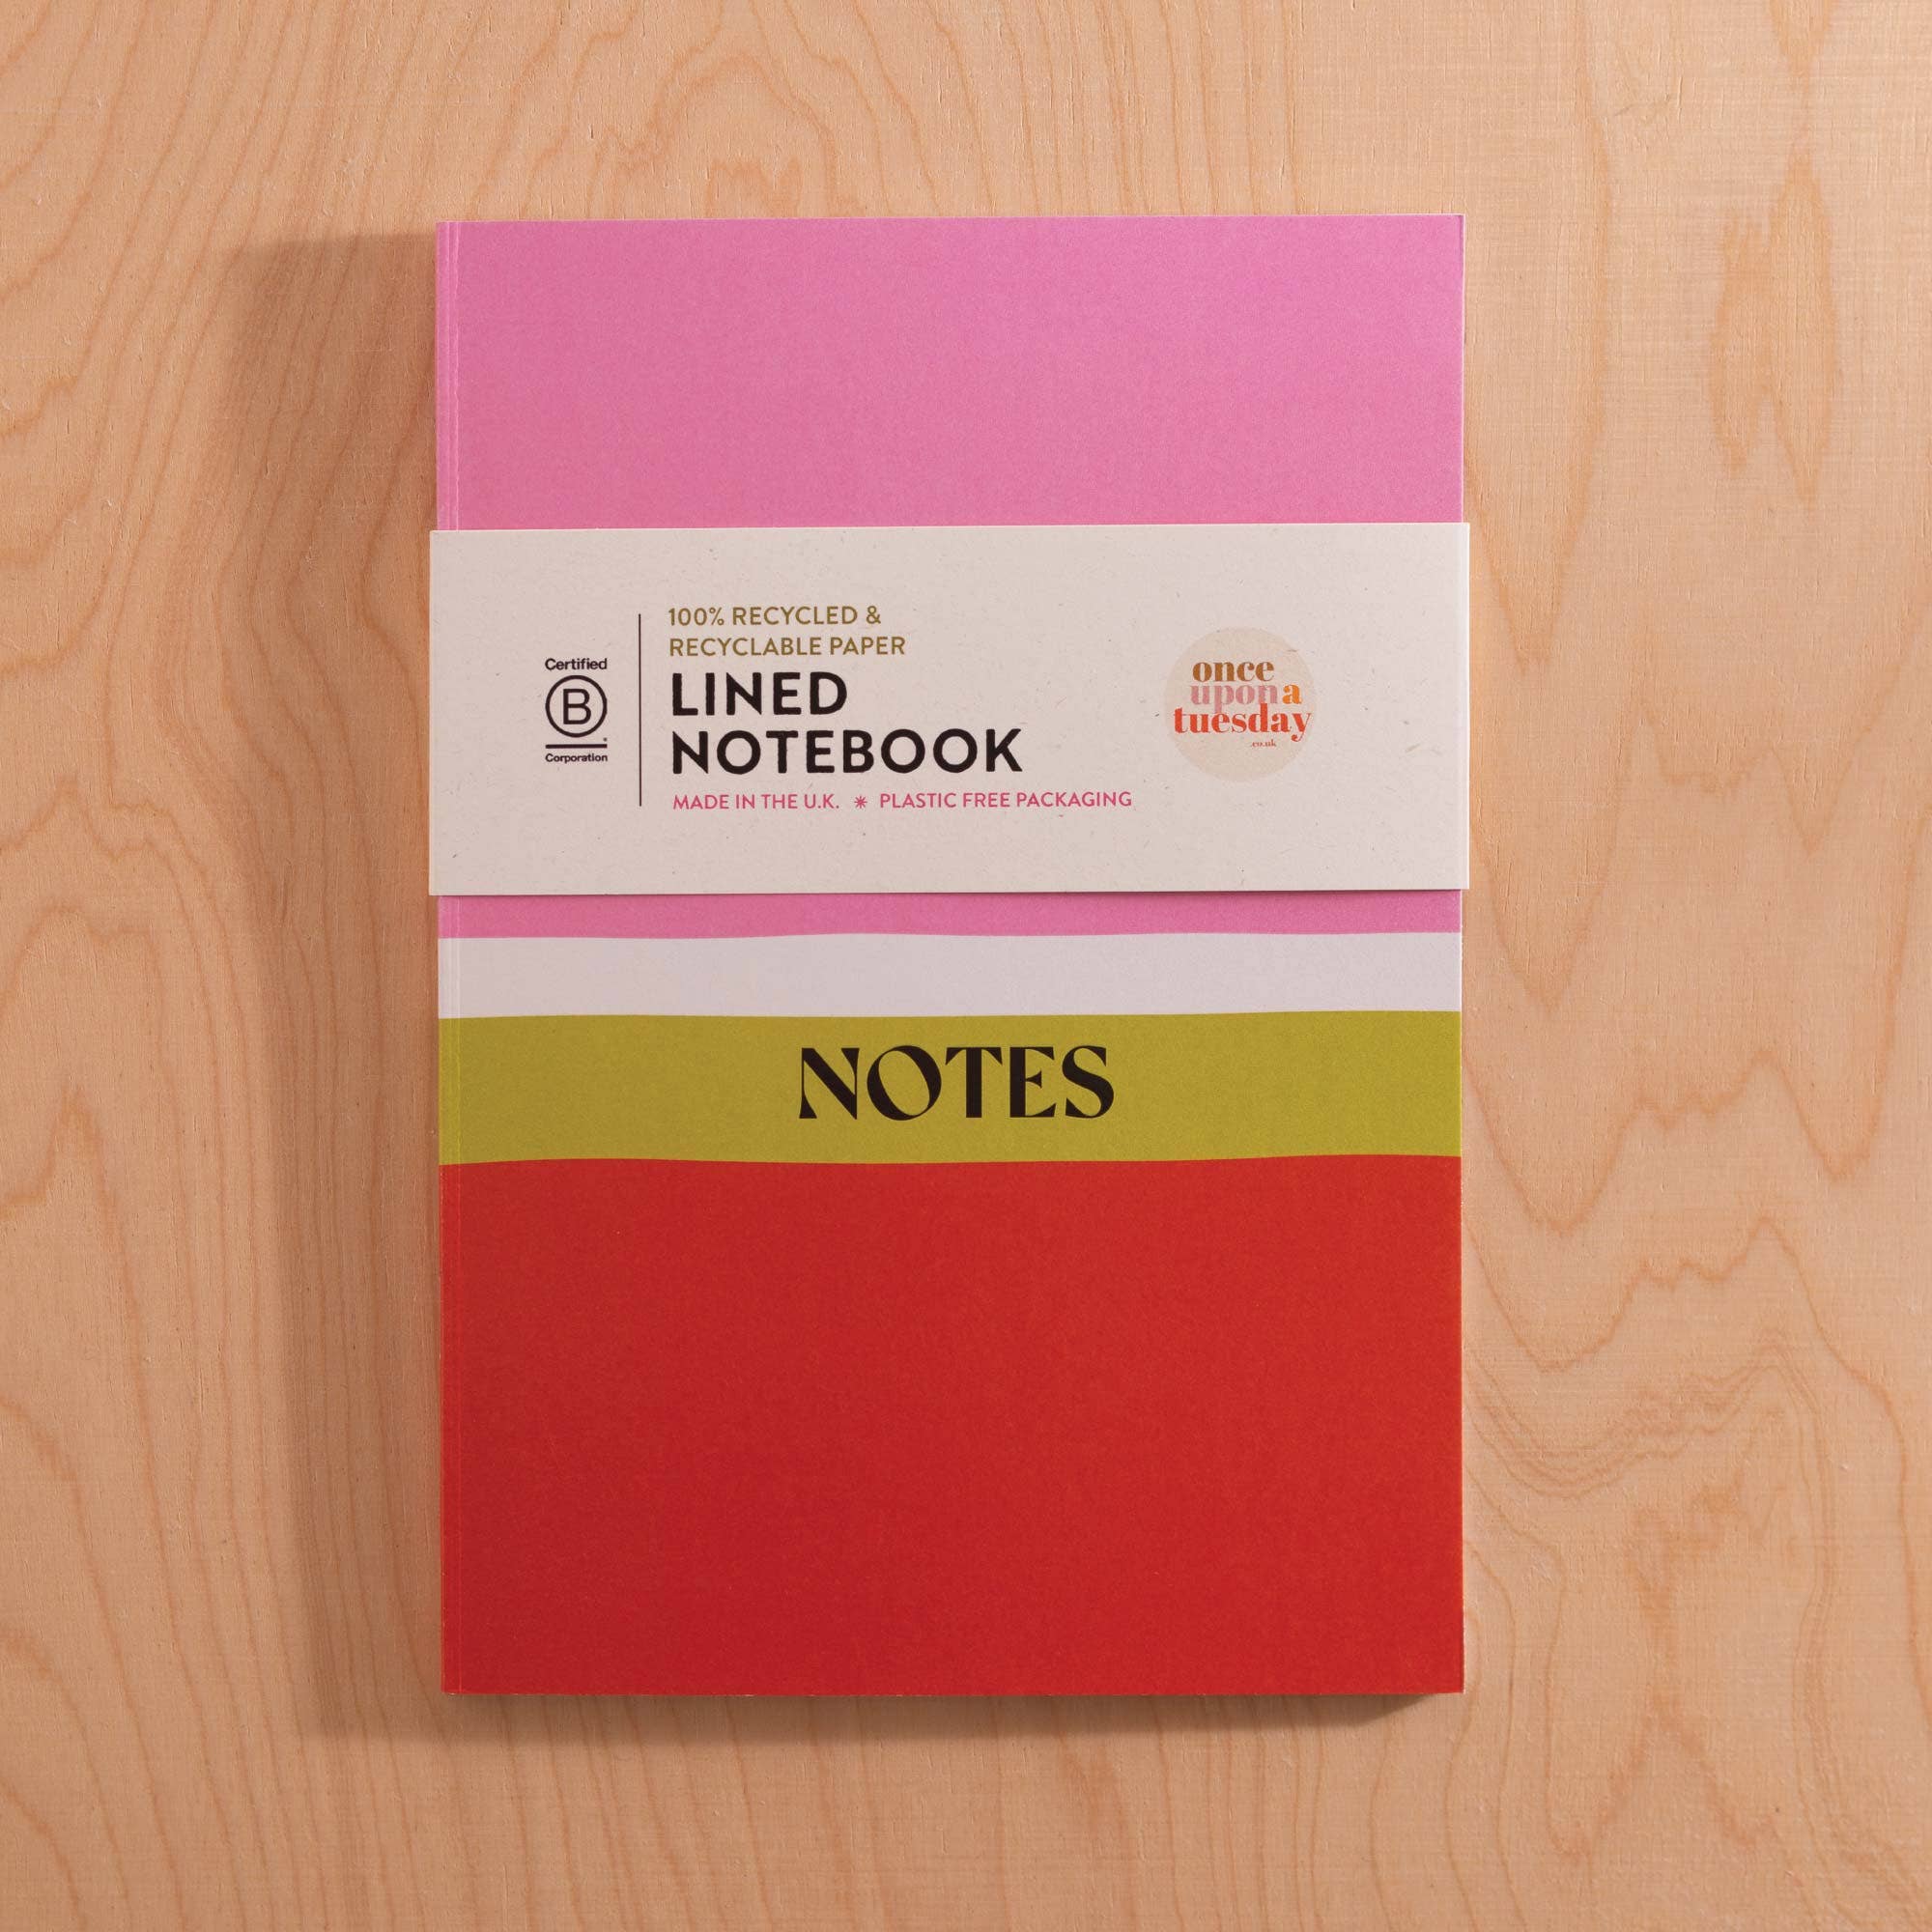 Certified
B
Corporation
100% RECYCLED &
RECYCLABLE PAPER
LINED
NOTEBOOK
MADE IN THE U.K. ✳ PLASTIC FREE PACKAGING
once
upon a
tuesday
.co.uk
NOTES